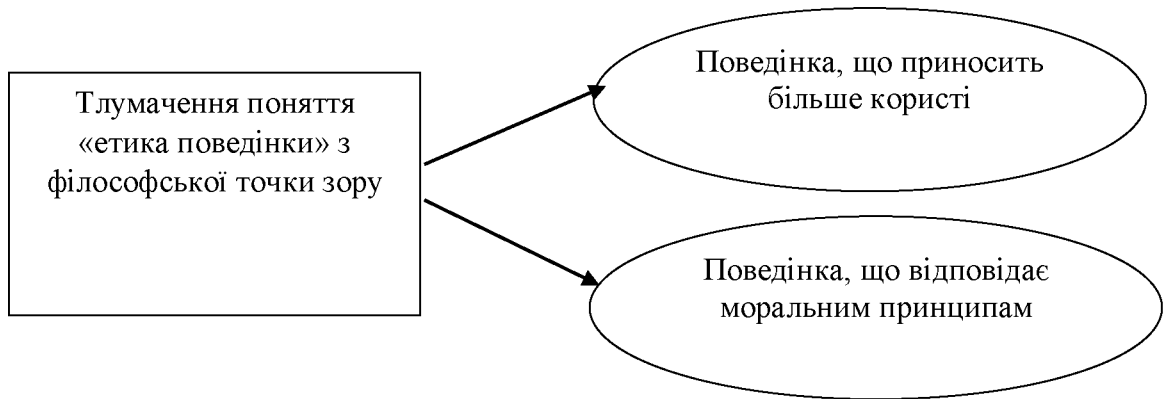 Тлумачення поняття
«етика поведінки» з
філософської точки зору
Поведінка, що приносить
більше користі
Поведінка, що відповідає
моральним принципам